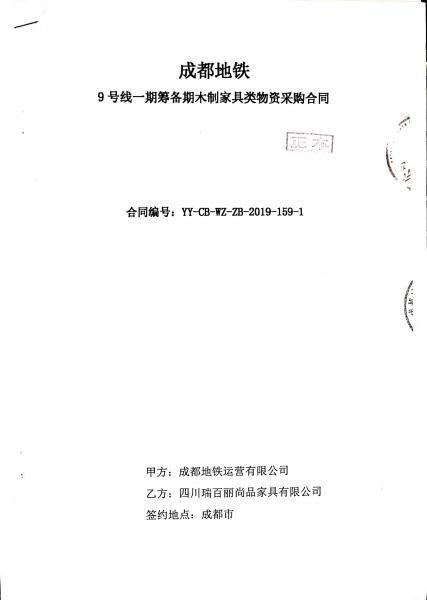 成都地铁
9号线一期筹备期木制家具类物资采购合同
正本
合同编号：YY-CB-WZ-ZB-2019-159-1
甲方：成都地铁运营有限公司
乙方：四川瑞百丽尚品家具有限公司
签约地点：成都市